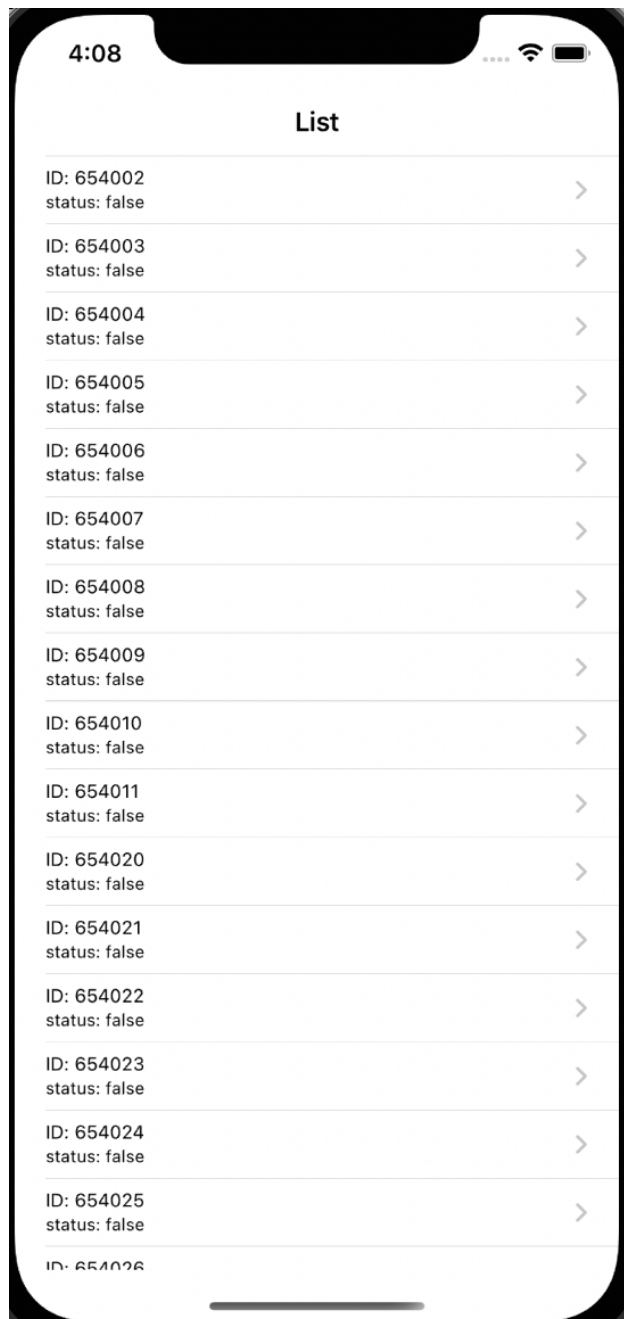 4:08
List
ID: 654002
status: false
ID: 654003
status: false
ID: 654004
status: false
ID: 654005
status: false
ID: 654006
status: false
ID: 654007
status: false
ID: 654008
status: false
ID: 654009
status: false
ID: 654010
status: false
ID: 654011
status: false
ID: 654020
status: false
ID: 654021
status: false
ID: 654022
status: false
ID: 654023
status: false
ID: 654024
status: false
ID: 654025
status: false
ID: 654026